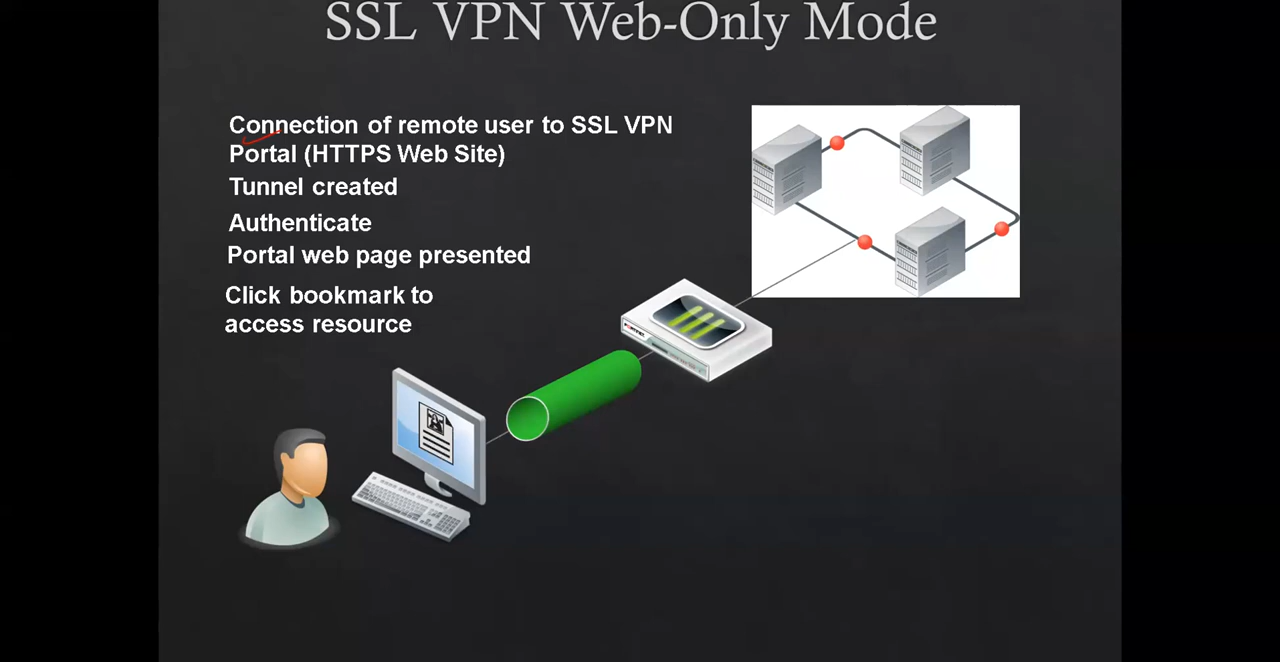 SSL VPN Web-Only Mode
Connection of remote user to SSL VPN
Portal (HTTPS Web Site)
Tunnel created
Authenticate
Portal web page presented
Click bookmark to
access resource